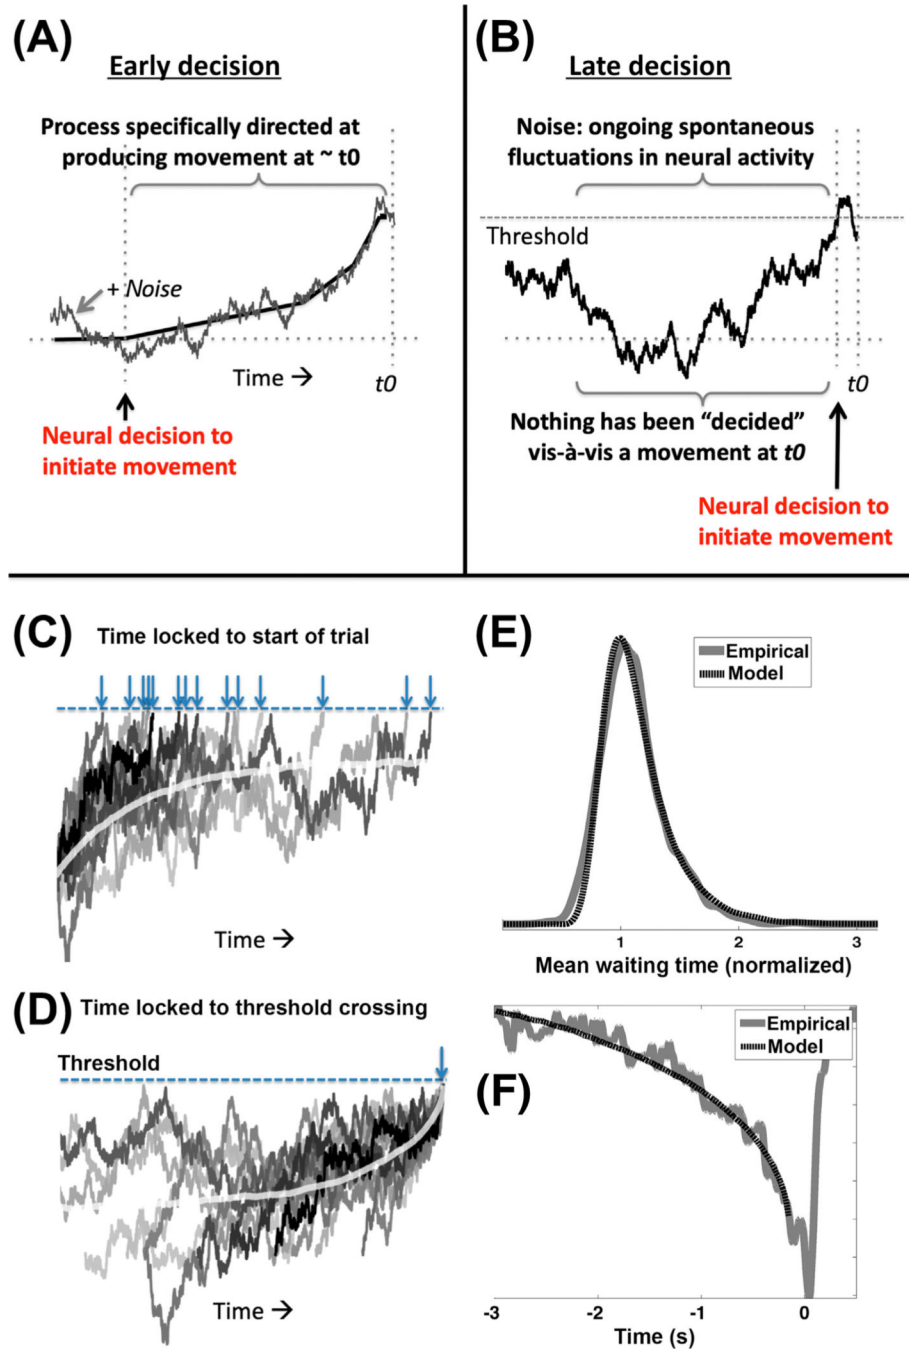 (A)
Early decision
Process specifically directed at
producing movement at ~ t0
+ Noise
Time →
t0
Neural decision to
initiate movement
(B)
Late decision
Noise: ongoing spontaneous
fluctuations in neural activity
Threshold
t0
Nothing has been “decided”
vis-à-vis a movement at t0
Neural decision to
initiate movement
(C)
Time locked to start of trial
Time →
(D)
Time locked to threshold crossing
Threshold
Time →
(E)
Empirical
Model
1 2 3
Mean waiting time (normalized)
(F)
Empirical
Model
-3 -2 -1 0
Time (s)